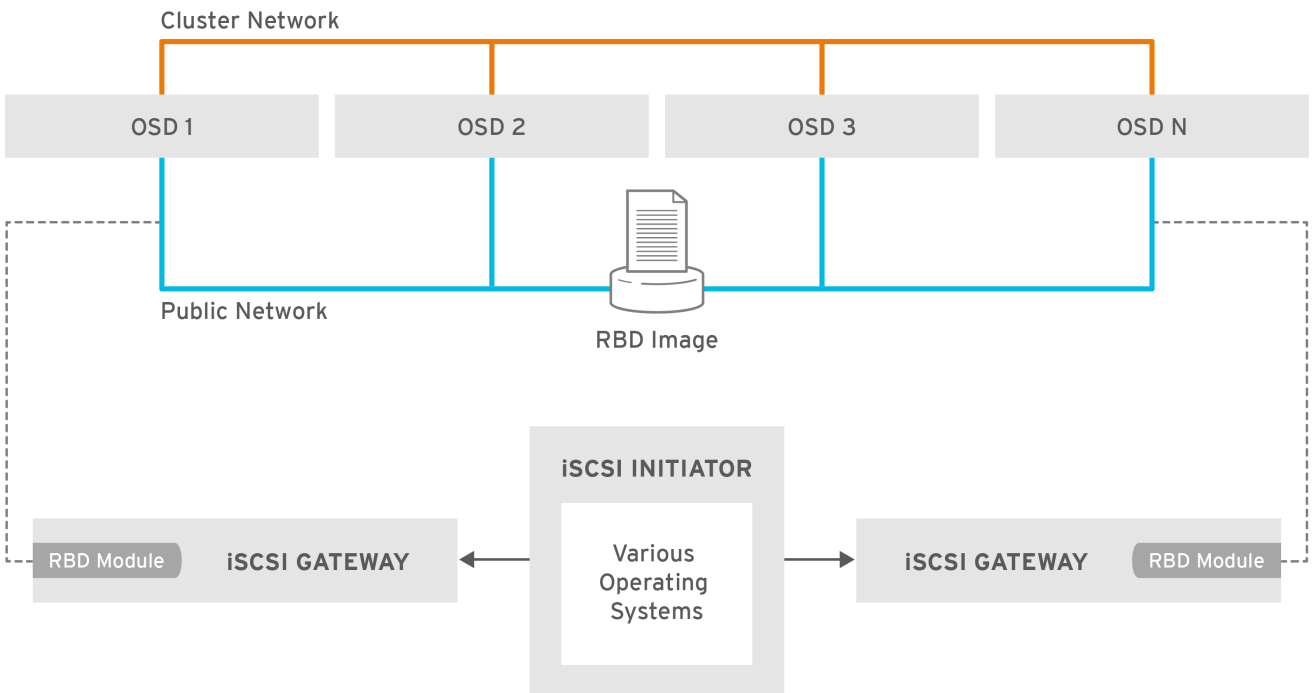 Cluster Network
OSD 1
OSD 2
OSD 3
OSD N
Public Network
RBD Image
iSCSI INITIATOR
Various
Operating
Systems
RBD Module
iSCSI GATEWAY
iSCSI GATEWAY
RBD Module